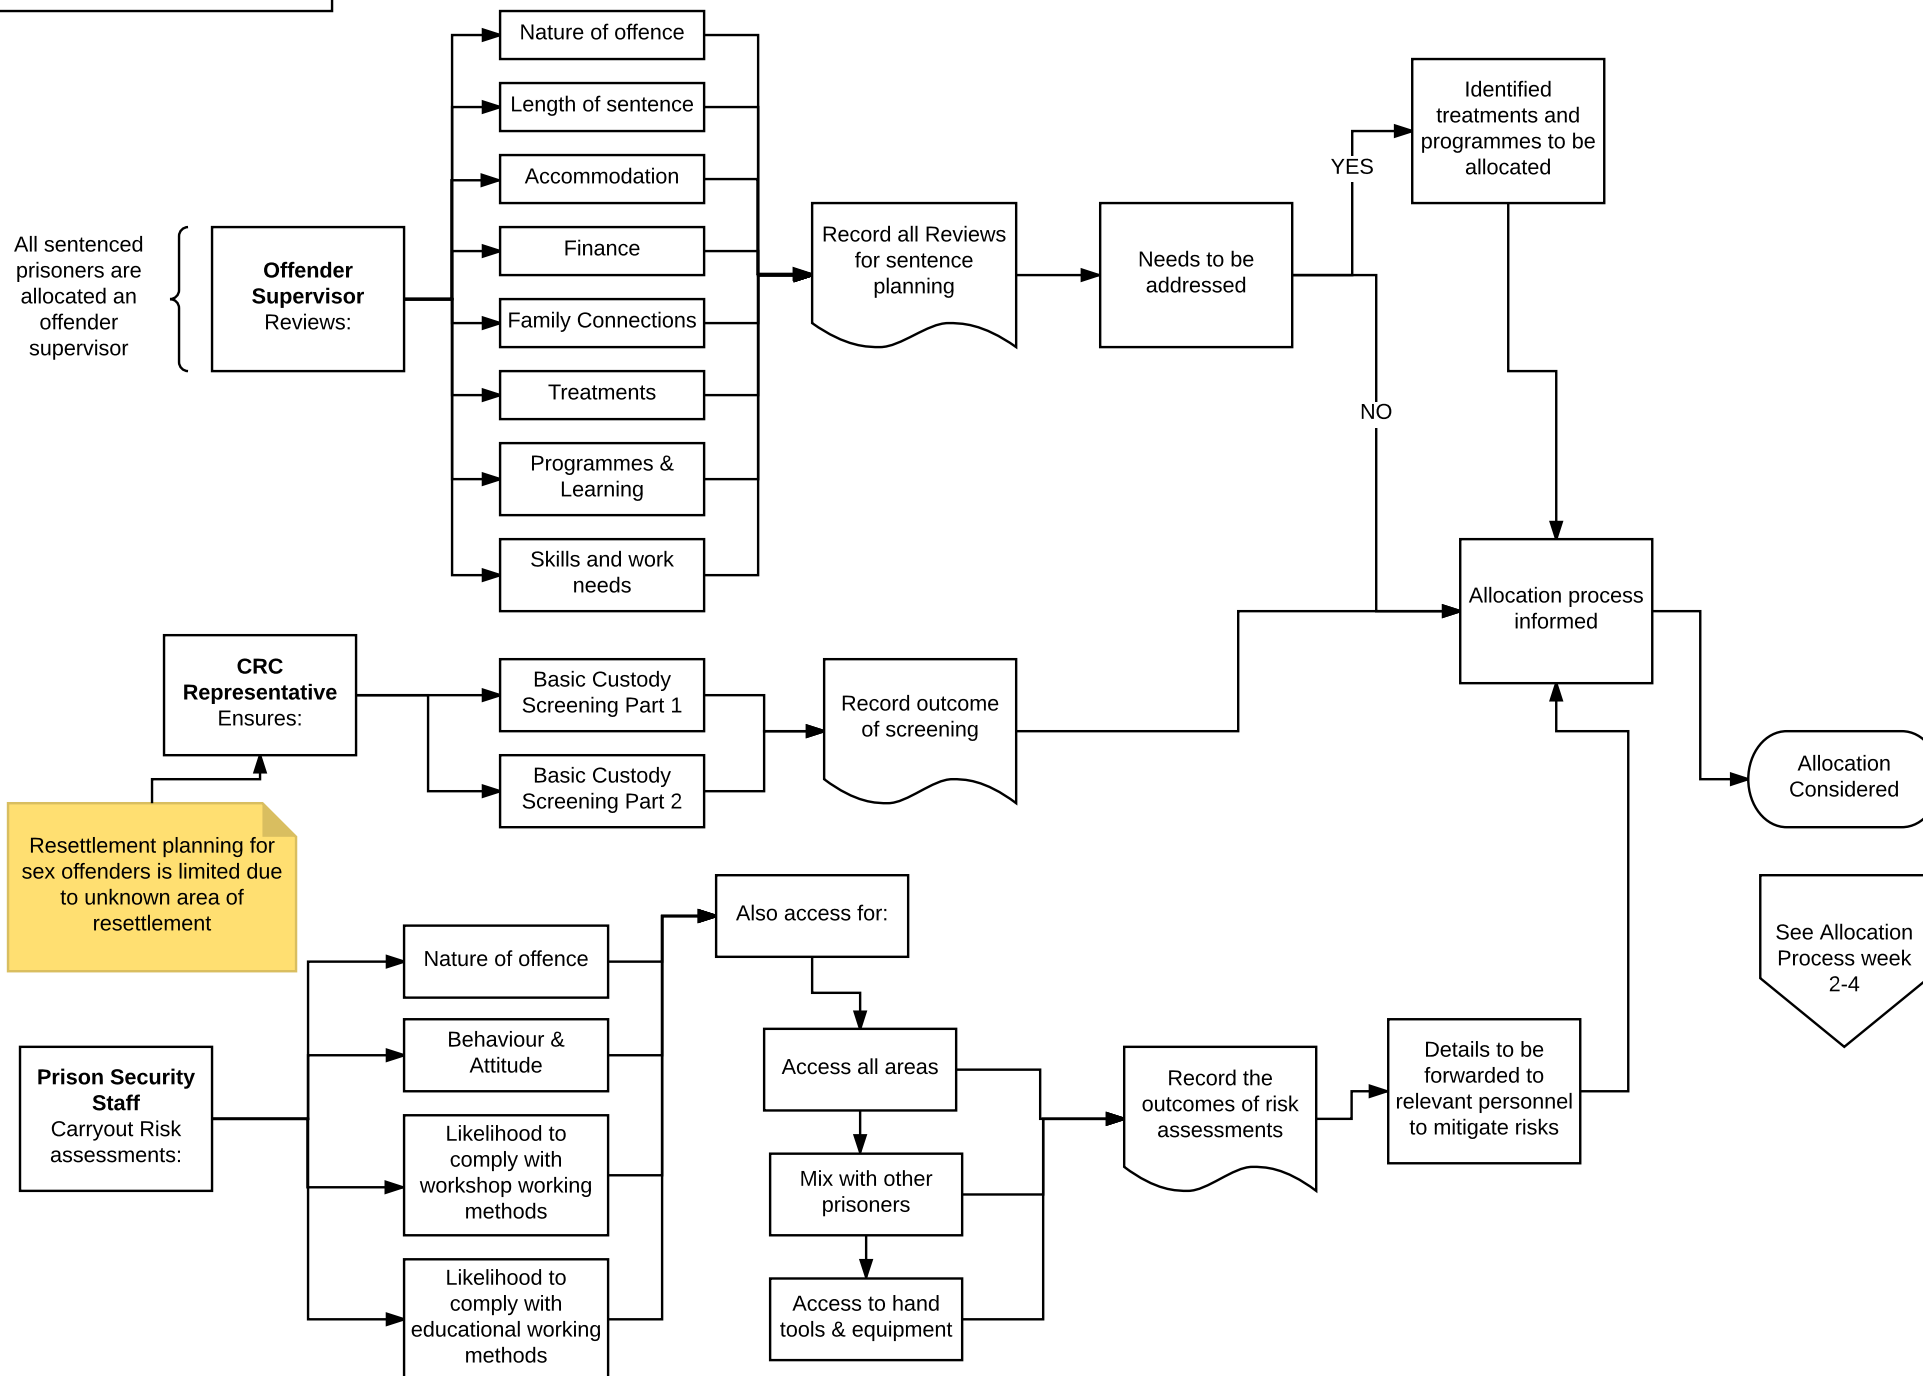 Nature of offence
Length of sentence
Accommodation
Finance
Family Connections
Treatments
Programmes &
Learning
Skills and work
needs
All sentenced
prisoners are
allocated an
offender
supervisor
Offender
Supervisor
Reviews:
Record all Reviews
for sentence
planning
Needs to be
addressed
YES
NO
Identified
treatments and
programmes to be
allocated
Allocation process
informed
CRC
Representative
Ensures:
Basic Custody
Screening Part 1
Basic Custody
Screening Part 2
Record outcome
of screening
Allocation
Considered
Resettlement planning for
sex offenders is limited due
to unknown area of
resettlement
See Allocation
Process week
2-4
Prison Security
Staff
Carryout Risk
assessments:
Nature of offence
Behaviour &
Attitude
Likelihood to
comply with
workshop working
methods
Likelihood to
comply with
educational working
methods
Also access for:
Access all areas
Mix with other
prisoners
Access to hand
tools & equipment
Record the
outcomes of risk
assessments
Details to be
forwarded to
relevant personnel
to mitigate risks